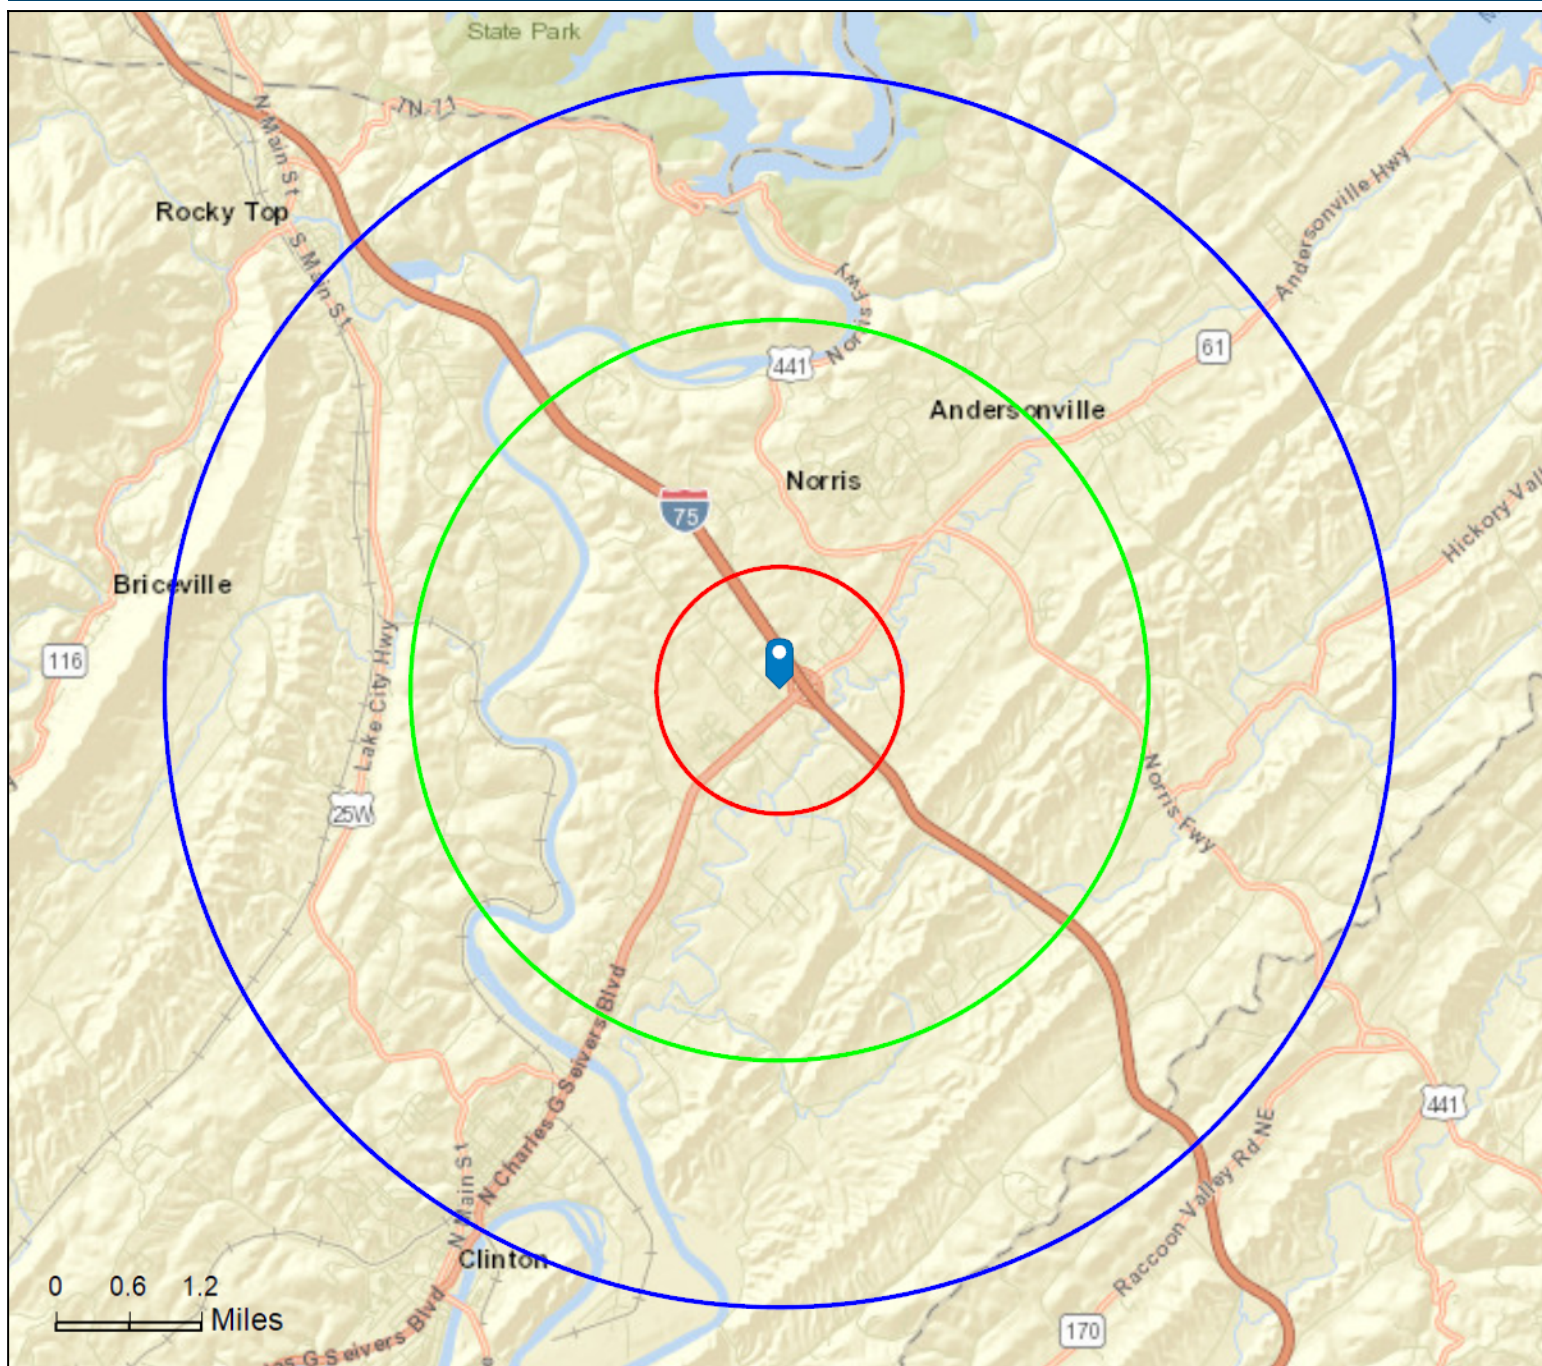 State Park
TN 71
N Main St
Rocky Top
S Main St
Norris Fwy
Andersonville Hwy
441
61
Andersonville
Norris
75
Hickory Vall
Briceville
116
Lake City Hwy
25W
Norris Fwy
N Charles G Seivers Blvd
441
Raccoon Valley Rd NE
N Main St
Clinton
0 0.6 1.2
Miles
170
es G Seivers Blvd